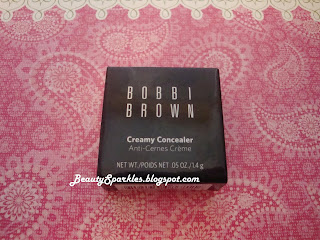 BOBBI
BROWN
Creamy Concealer
Anti-Cernes Crème
NET WT./POIDS NET .05 OZ./1.4 g
BeautySparkles.blogspot.com